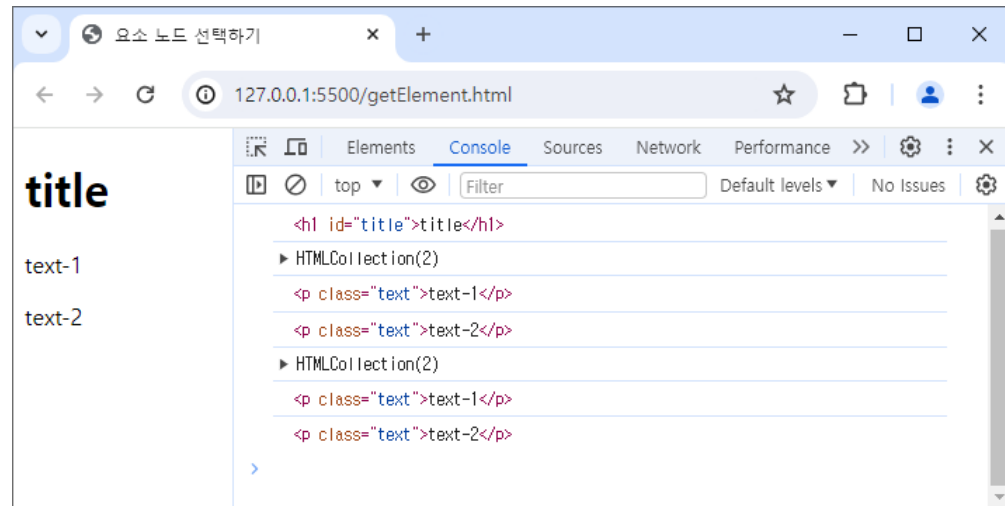 요소 노드 선택하기
127.0.0.1:5500/getElement.html
title
text-1
text-2
Elements Console Sources Network Performance
top Filter Default levels No Issues
<h1 id="title">title</h1>
HTMLCollection(2)
<p class="text">text-1</p>
<p class="text">text-2</p>
HTMLCollection(2)
<p class="text">text-1</p>
<p class="text">text-2</p>